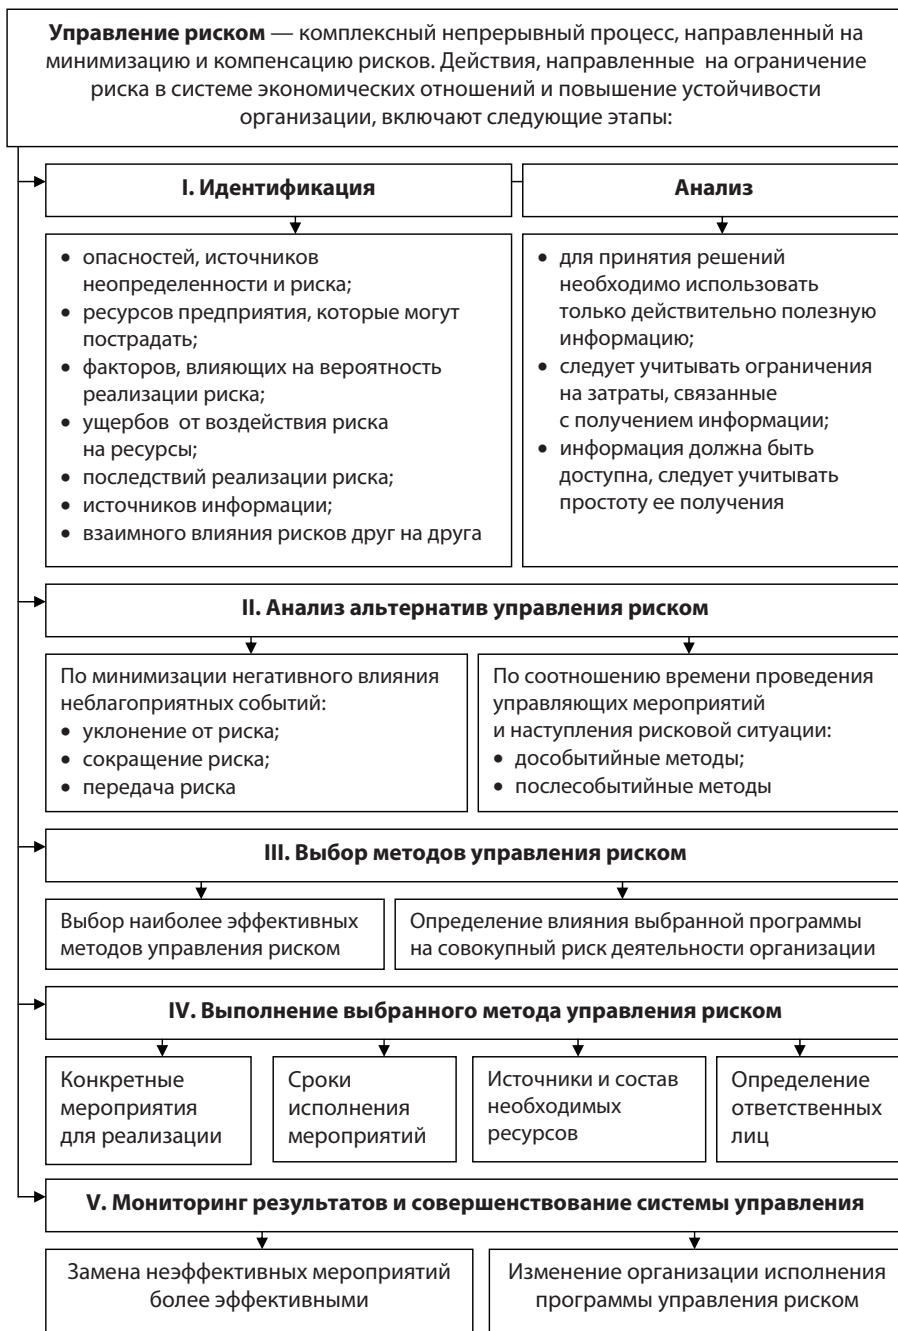 Управление риском — комплексный непрерывный процесс, направленный на
минимизацию и компенсацию рисков. Действия, направленные на ограничение
риска в системе экономических отношений и повышение устойчивости
организации, включают следующие этапы:
I. Идентификация
• опасностей, источников
неопределенности и риска;
• ресурсов предприятия, которые могут
пострадать;
• факторов, влияющих на вероятность
реализации риска;
• ущербов от воздействия риска
на ресурсы;
• последствий реализации риска;
• источников информации;
• взаимного влияния рисков друг на друга
Анализ
• для принятия решений
необходимо использовать
только действительно полезную
информацию;
• следует учитывать ограничения
на затраты, связанные
с получением информации;
• информация должна быть
доступна, следует учитывать
простоту ее получения
II. Анализ альтернатив управления риском
По минимизации негативного влияния
неблагоприятных событий:
• уклонение от риска;
• сокращение риска;
• передача риска
По соотношению времени проведения
управляющих мероприятий
и наступления рисковой ситуации:
• дособытийные методы;
• послесобытийные методы
III. Выбор методов управления риском
Выбор наиболее эффективных
методов управления риском
Определение влияния выбранной программы
на совокупный риск деятельности организации
IV. Выполнение выбранного метода управления риском
Конкретные
мероприятия
для реализации
Сроки
исполнения
мероприятий
Источники и состав
необходимых
ресурсов
Определение
ответственных
лиц
V. Мониторинг результатов и совершенствование системы управления
Замена неэффективных мероприятий
более эффективными
Изменение организации исполнения
программы управления риском